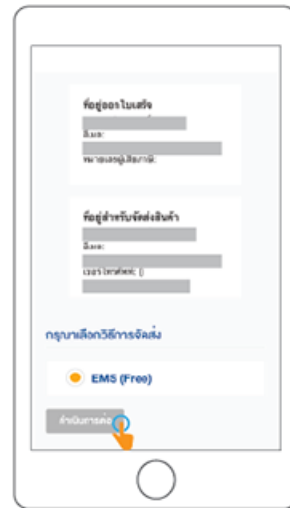 ที่อยู่ออกใบเสร็จ
อีเมล:
หมายเลขผู้เสียภาษี:
ที่อยู่สำหรับจัดส่งสินค้า
อีเมล:
เบอร์โทรศัพท์: ()
กรุณาเลือกวิธีการจัดส่ง
EMS (Free)
ดำเนินการต่อ